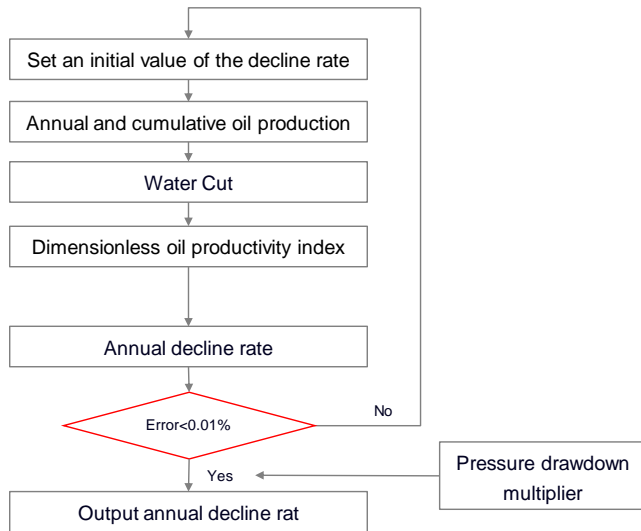 Set an initial value of the decline rate
Annual and cumulative oil production
Water Cut
Dimensionless oil productivity index
Annual decline rate
Error<0.01%
No
Yes
Pressure drawdown
multiplier
Output annual decline rat